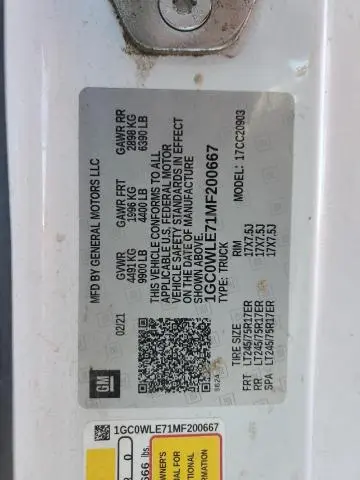 MFD BY GENERAL MOTORS LLC
02/21
GVWR
4491 KG
9900 LB
GAWR FRT
1996 KG
4400 LB
GAWR RR
2898 KG
6390 LB
THIS VEHICLE CONFORMS TO ALL
APPLICABLE U.S. FEDERAL MOTOR
VEHICLE SAFETY STANDARDS IN EFFECT
ON THE DATE OF MANUFACTURE
SHOWN ABOVE.
1GC0WLE71MF200667
TYPE: TRUCK
MODEL: 17CC20903
TIRE SIZE
RIM
FRT LT245/75R17ER 17X7.5J
RR LT245/75R17ER 17X7.5J
SPA LT245/75R17ER 17X7.5J
GM
1GC0WLE71MF200667
lbs.